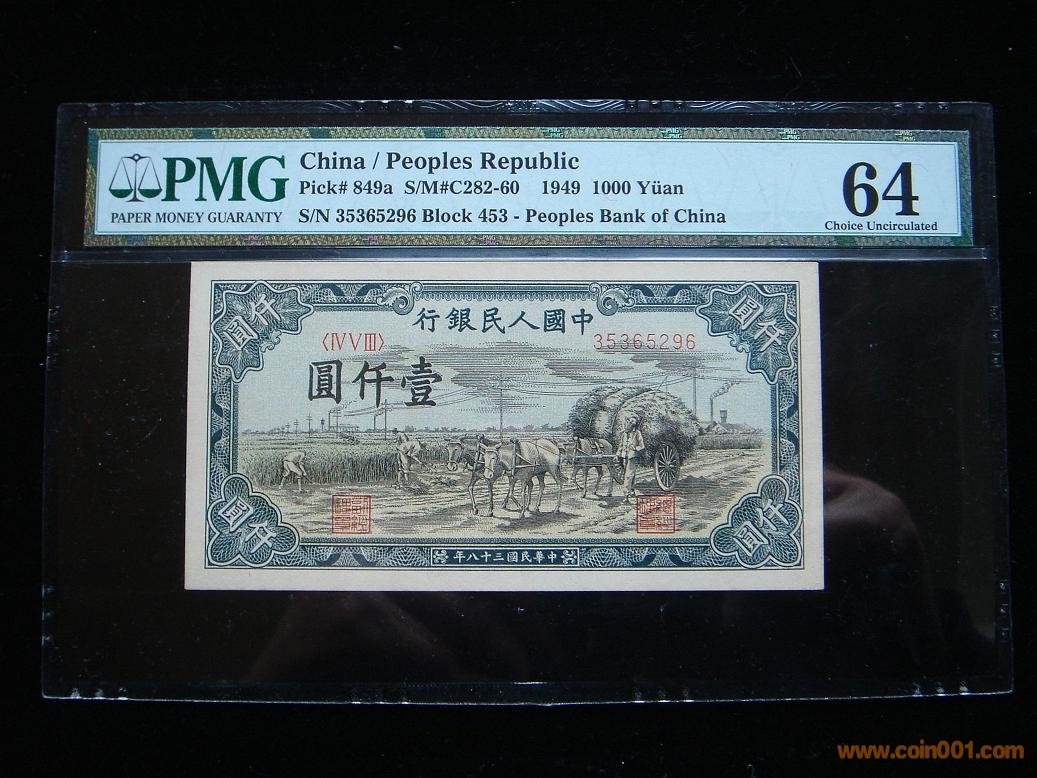 PMG
PAPER MONEY GUARANTY
China / Peoples Republic
Pick# 849a S/M#C282-60 1949 1000 Yüan
S/N 35365296 Block 453 - Peoples Bank of China
64
Choice Uncirculated
圓仟
行銀民人國中
圓仟
〈ⅣⅤⅢ〉
35365296
圓仟壹
圓仟
年八十三國民華中
圓仟
www.coin001.com